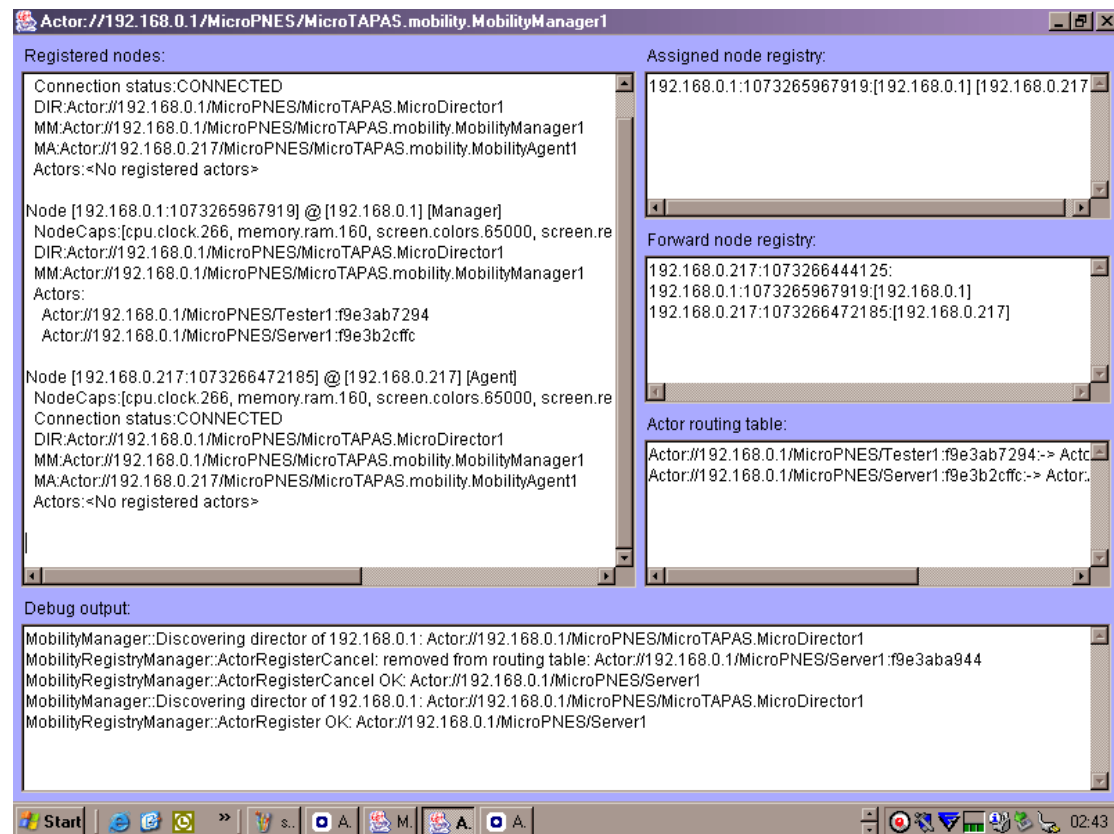 Actor://192.168.0.1/MicroPNES/MicroTAPAS.mobility.MobilityManager1
Registered nodes:
Connection status:CONNECTED
DIR:Actor://192.168.0.1/MicroPNES/MicroTAPAS.MicroDirector1
MM:Actor://192.168.0.1/MicroPNES/MicroTAPAS.mobility.MobilityManager1
MA:Actor://192.168.0.217/MicroPNES/MicroTAPAS.mobility.MobilityAgent1
Actors:<No registered actors>
Node [192.168.0.1:1073265967919] @ [192.168.0.1] [Manager]
NodeCaps:[cpu.clock.266, memory.ram.160, screen.colors.65000, screen.re
DIR:Actor://192.168.0.1/MicroPNES/MicroTAPAS.MicroDirector1
MM:Actor://192.168.0.1/MicroPNES/MicroTAPAS.mobility.MobilityManager1
Actors:
Actor://192.168.0.1/MicroPNES/Tester1:f9e3ab7294
Actor://192.168.0.1/MicroPNES/Server1:f9e3b2cffc
Node [192.168.0.217:1073266472185] @ [192.168.0.217] [Agent]
NodeCaps:[cpu.clock.266, memory.ram.160, screen.colors.65000, screen.re
Connection status:CONNECTED
DIR:Actor://192.168.0.1/MicroPNES/MicroTAPAS.MicroDirector1
MM:Actor://192.168.0.1/MicroPNES/MicroTAPAS.mobility.MobilityManager1
MA:Actor://192.168.0.217/MicroPNES/MicroTAPAS.mobility.MobilityAgent1
Actors:<No registered actors>
Assigned node registry:
192.168.0.1:1073265967919:[192.168.0.1] [192.168.0.217
Forward node registry:
192.168.0.217:1073266444125:
192.168.0.1:1073265967919:[192.168.0.1]
192.168.0.217:1073266472185:[192.168.0.217]
Actor routing table:
Actor://192.168.0.1/MicroPNES/Tester1:f9e3ab7294:-> Actc
Actor://192.168.0.1/MicroPNES/Server1:f9e3b2cffc:-> Actor:
Debug output:
MobilityManager::Discovering director of 192.168.0.1: Actor://192.168.0.1/MicroPNES/MicroTAPAS.MicroDirector1
MobilityRegistryManager::ActorRegisterCancel: removed from routing table: Actor://192.168.0.1/MicroPNES/Server1:f9e3aba944
MobilityRegistryManager::ActorRegisterCancel OK: Actor://192.168.0.1/MicroPNES/Server1
MobilityManager::Discovering director of 192.168.0.1: Actor://192.168.0.1/MicroPNES/MicroTAPAS.MicroDirector1
MobilityRegistryManager::ActorRegister OK: Actor://192.168.0.1/MicroPNES/Server1
Start » s.. A. M. A. A. 02:43